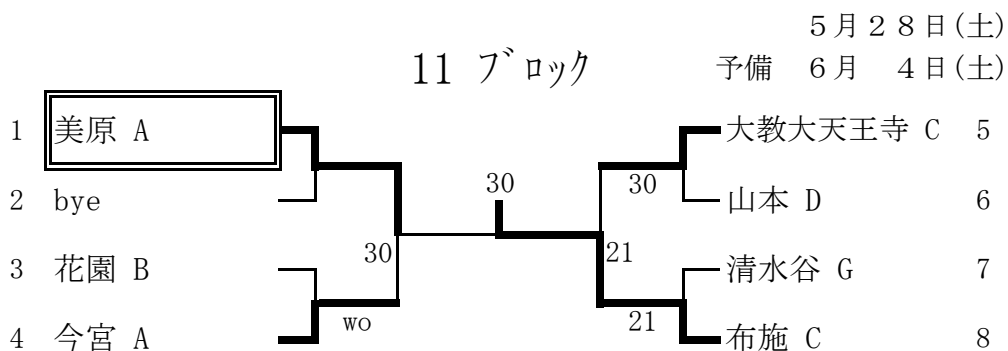 ５月２８日(土)
11 ブロック
予備　６月　４日(土)
1 美原 A
大教大天王寺 C 5
30
30
2 bye
山本 D 6
30
21
3 花園 B
清水谷 G 7
wo
21
4 今宮 A
布施 C 8